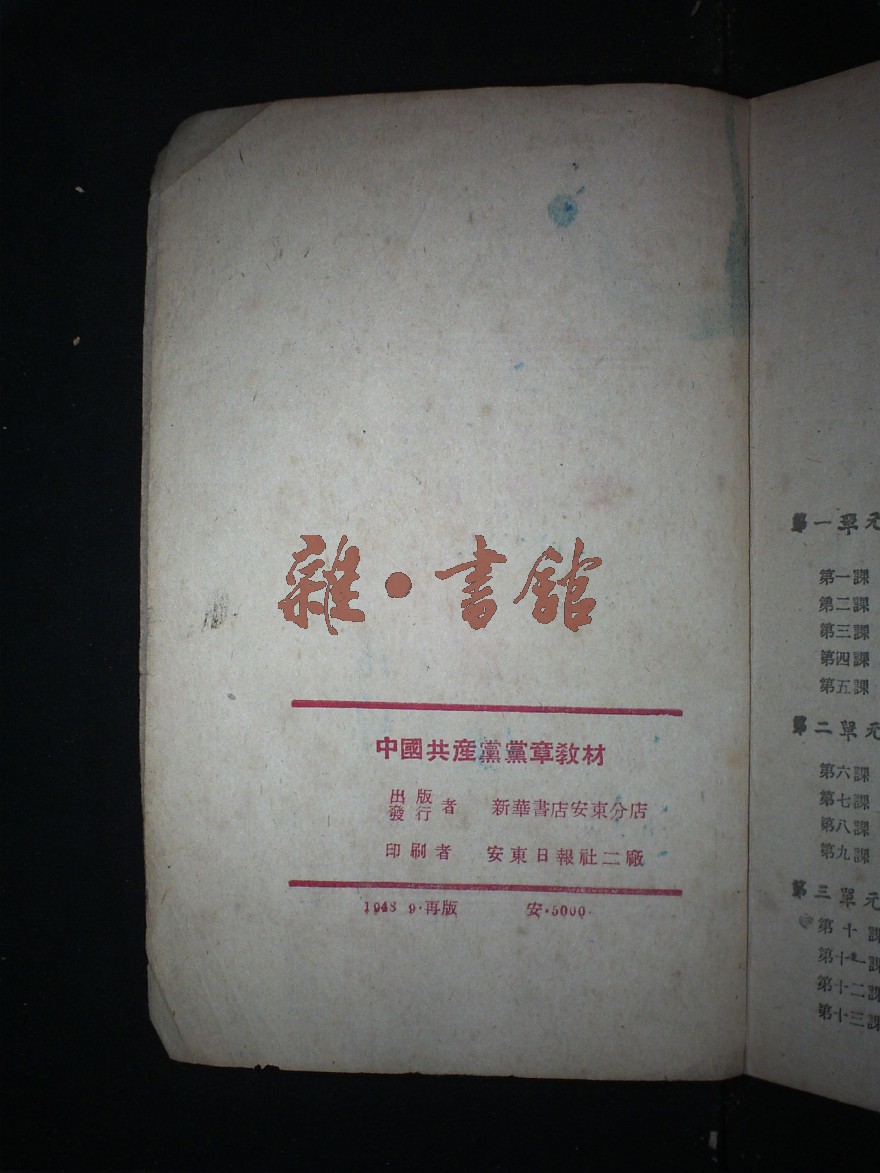 雜·書舘
中國共産黨黨章敎材
出版發行者 新華書店安東分店
印刷者 安東日報社二廠
1948 9·再版 安·5000·
第一單元
第一課
第二課
第三課
第四課
第五課
第二單元
第六課
第七課
第八課
第九課
第三單元
第十課
第十一課
第十二課
第十三課